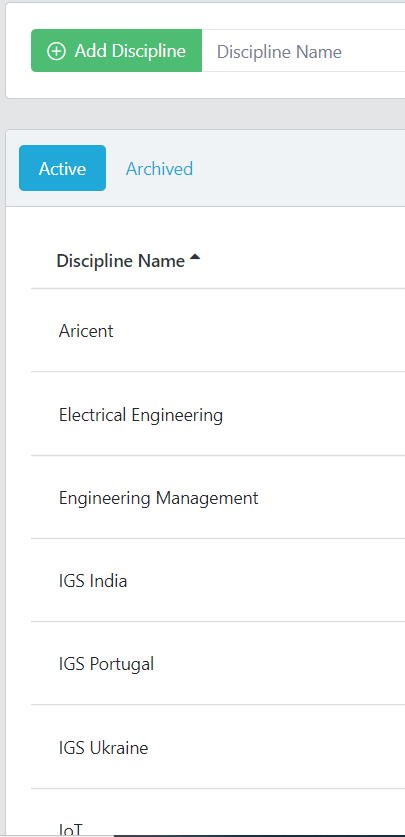 Add Discipline Discipline Name
Active Archived
Discipline Name
Aricent
Electrical Engineering
Engineering Management
IGS India
IGS Portugal
IGS Ukraine
IoT